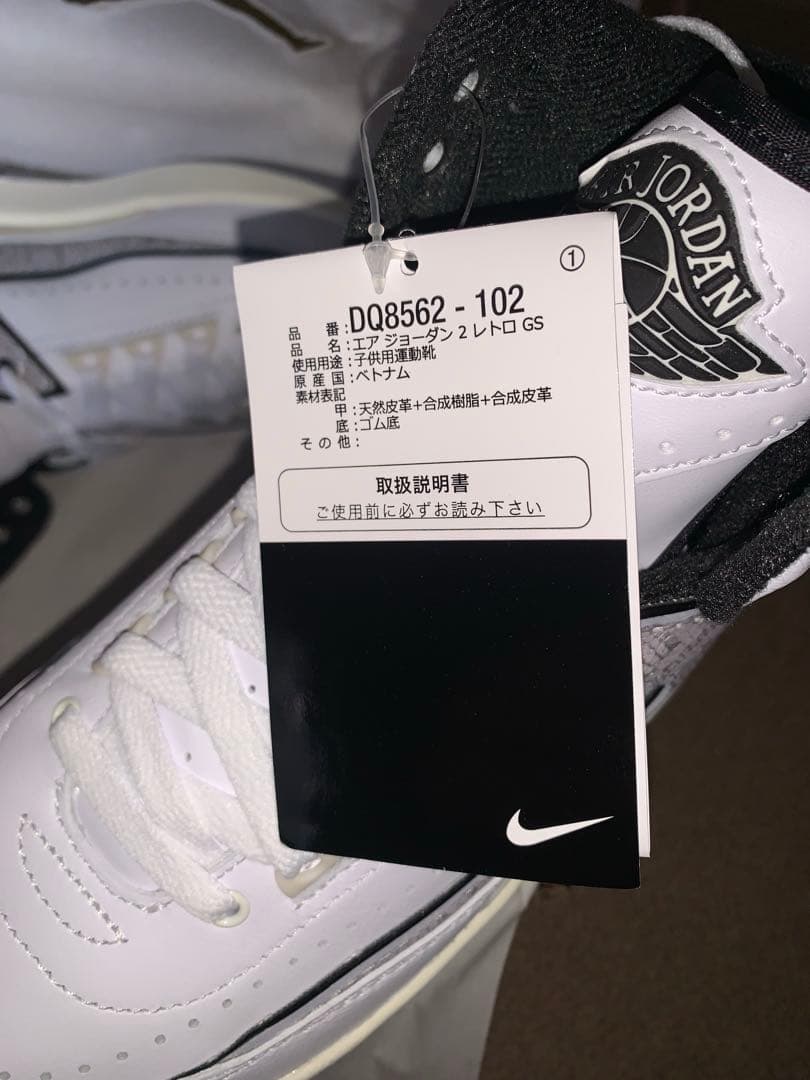 AIR JORDAN
①
品 番:DQ8562 - 102
品 名:エア ジョーダン 2 レトロ GS
使用用途:子供用運動靴
原 産 国:ベトナム
素材表記
甲:天然皮革+合成樹脂+合成皮革
底:ゴム底
そ の 他:
取扱説明書
ご使用前に必ずお読み下さい